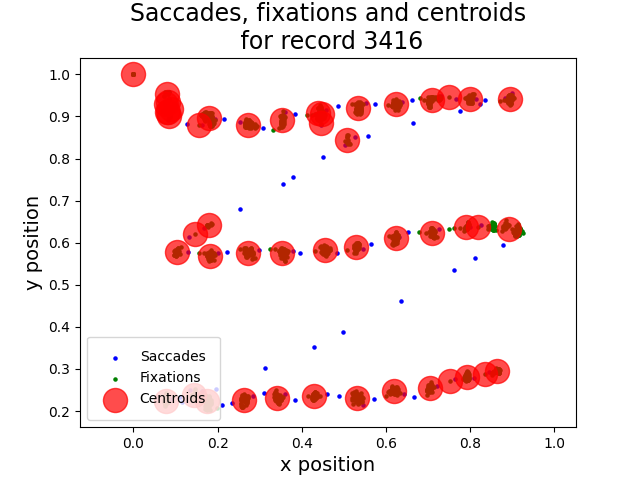 Saccades, fixations and centroids
for record 3416
1.0
0.9
0.8
0.7
0.6
0.5
0.4
0.3
0.2
y position
Saccades
Fixations
Centroids
0.0
0.2
0.4
0.6
0.8
1.0
x position